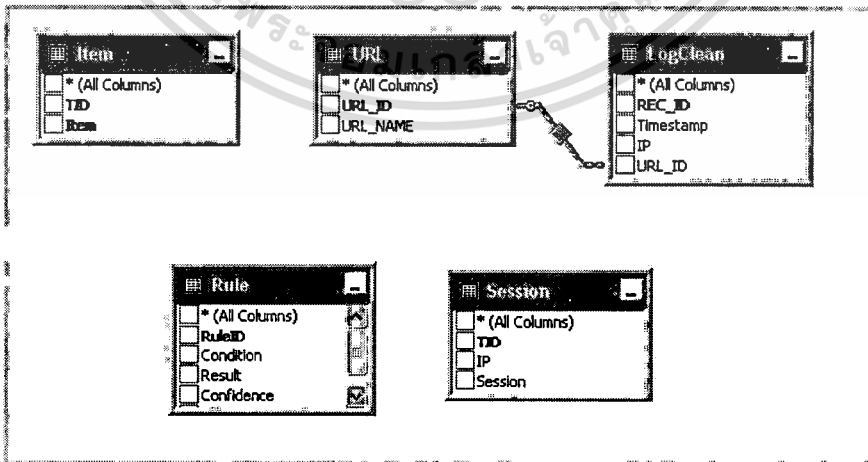 Item
* (All Columns)
TID
Item
URL
* (All Columns)
URL_ID
URL_NAME
LogClean
* (All Columns)
REC_ID
Timestamp
IP
URL_ID
Rule
* (All Columns)
RuleID
Condition
Result
Confidence
Session
* (All Columns)
TID
IP
Session